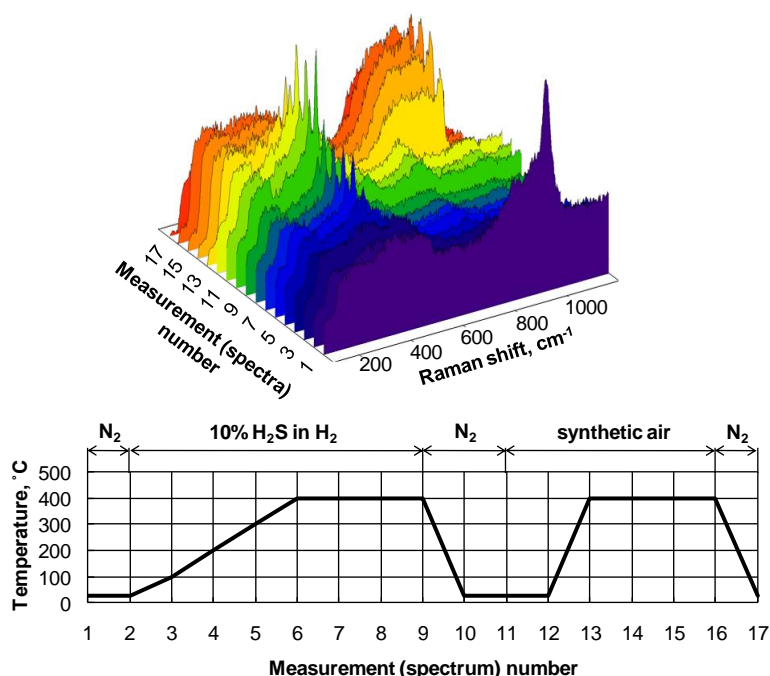 17
15
13
11
9
7
5
3
1
Measurement (spectra)
number
200
400
600
800
1000
Raman shift, cm⁻¹
N₂ 10% H₂S in H₂ N₂ synthetic air N₂
500
400
300
200
100
0
Temperature, ˚C
1 2 3 4 5 6 7 8 9 10 11 12 13 14 15 16 17
Measurement (spectrum) number